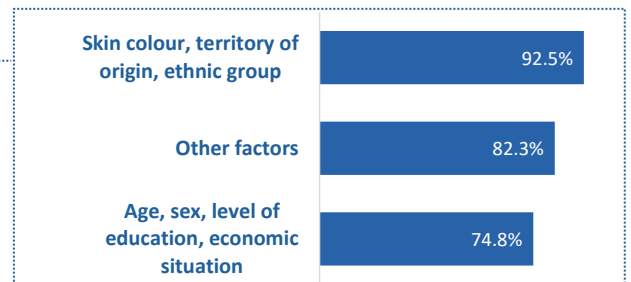 Skin colour, territory of
origin, ethnic group
92.5%
Other factors
82.3%
Age, sex, level of
education, economic
situation
74.8%